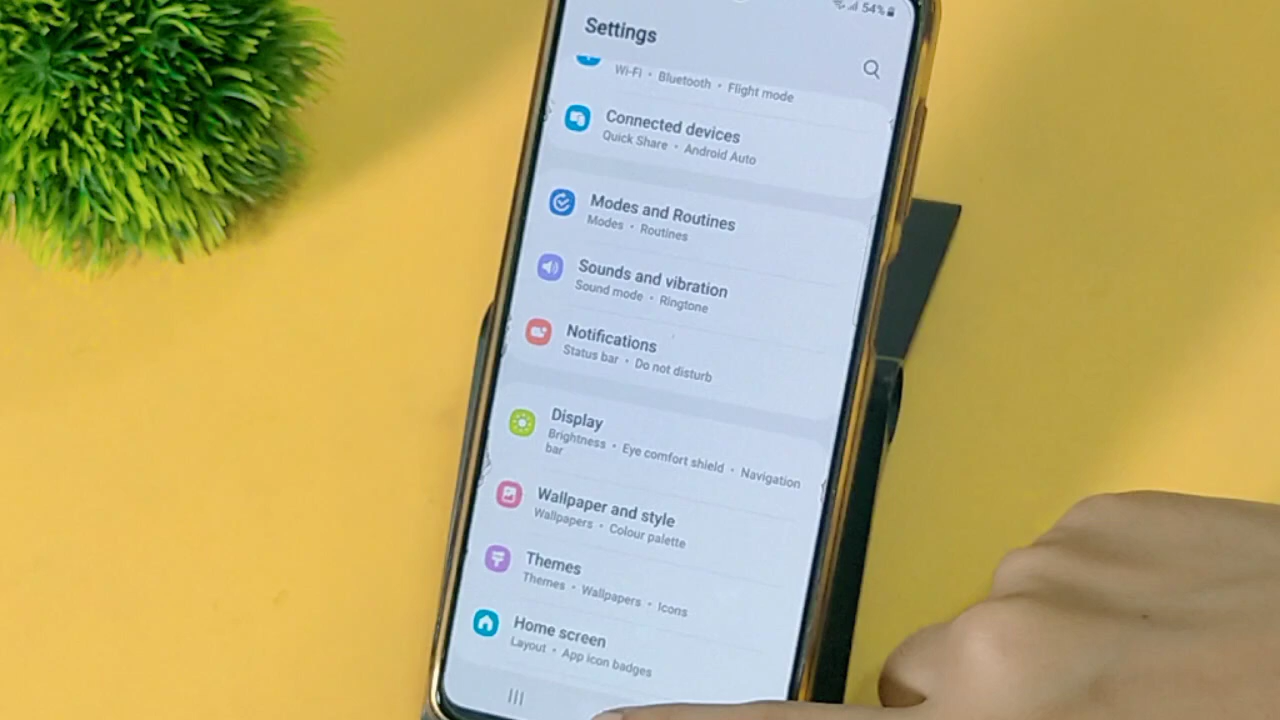 54%
Settings
Wi-Fi • Bluetooth • Flight mode
Connected devices
Quick Share • Android Auto
Modes and Routines
Modes • Routines
Sounds and vibration
Sound mode • Ringtone
Notifications
Status bar • Do not disturb
Display
Brightness • Eye comfort shield • Navigation
bar
Wallpaper and style
Wallpapers • Colour palette
Themes
Themes • Wallpapers • Icons
Home screen
Layout • App icon badges